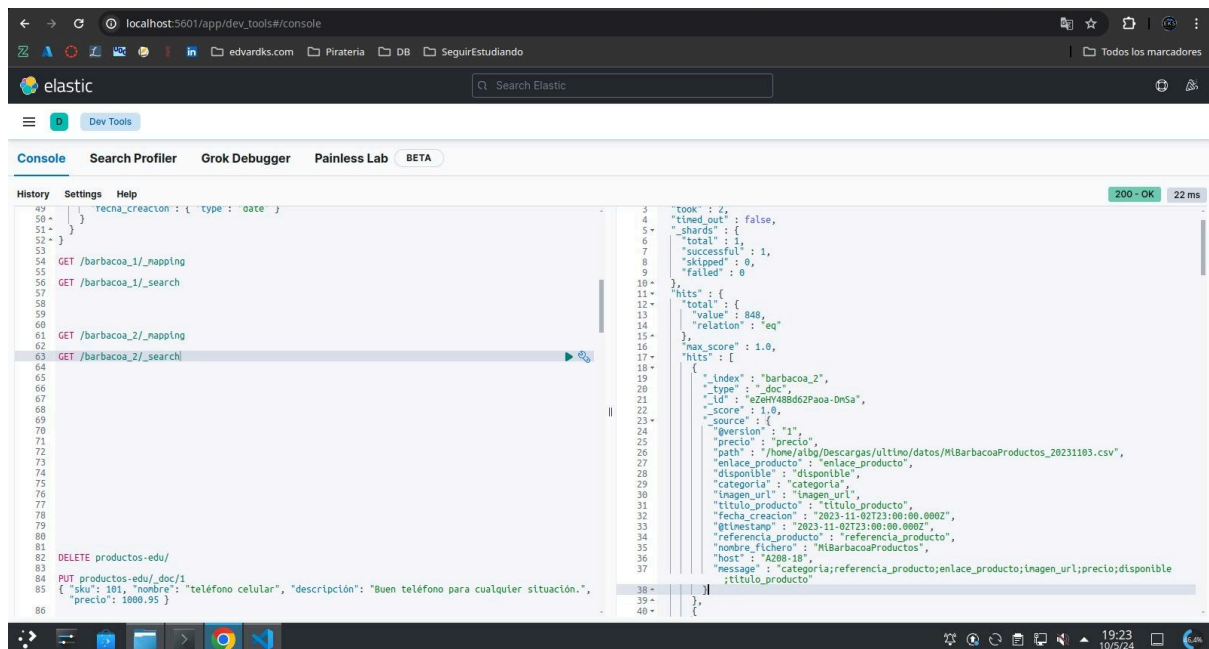 localhost:5601/app/dev_tools#/console
edvardks.com Pirateria DB SeguirEstudiando Todos los marcadores
elastic
Search Elastic
D Dev Tools
Console Search Profiler Grok Debugger Painless Lab BETA
History Settings Help
200 - OK 22 ms
49 "fecha_creacion : { "type : "date" }
50 }
51 }
52 }
53
54 GET /barbacoa_1/_mapping
55
56 GET /barbacoa_1/_search
57
58
59
60
61 GET /barbacoa_2/_mapping
62
63 GET /barbacoa_2/_search
64
65
66
67
68
69
70
71
72
73
74
75
76
77
78
79
80
81
82 DELETE productos-edu/
83
84 PUT productos-edu/_doc/1
85 { "sku": 101, "nombre": "teléfono celular", "descripción": "Buen teléfono para cualquier situación.",
"precio": 1000.95 }
86
3 "took" : 2,
4 "timed_out" : false,
5 "_shards" : {
6 "total" : 1,
7 "successful" : 1,
8 "skipped" : 0,
9 "failed" : 0
10 },
11 "hits" : {
12 "total" : {
13 "value" : 848,
14 "relation" : "eq"
15 },
16 "max_score" : 1.0,
17 "hits" : [
18 {
19 "_index" : "barbacoa_2",
20 "_type" : "_doc",
21 "_id" : "eZeHY48Bd62Paoa-DmSa",
22 "_score" : 1.0,
23 "_source" : {
24 "@version" : "1",
25 "precio" : "precio",
26 "path" : "/home/aibg/Descargas/ultimo/datos/MiBarbacoaProductos_20231103.csv",
27 "enlace_producto" : "enlace_producto",
28 "disponible" : "disponible",
29 "categoria" : "categoria",
30 "imagen_url" : "imagen_url",
31 "titulo_producto" : "titulo_producto",
32 "fecha_creacion" : "2023-11-02T23:00:00.000Z",
33 "@timestamp" : "2023-11-02T23:00:00.000Z",
34 "referencia_producto" : "referencia_producto",
35 "nombre_fichero" : "MiBarbacoaProductos",
36 "host" : "A208-18",
37 "message" : "categoria;referencia_producto;enlace_producto;imagen_url;precio;disponible
;titulo_producto"
38 }
39 },
40 {
19:23
10/5/24